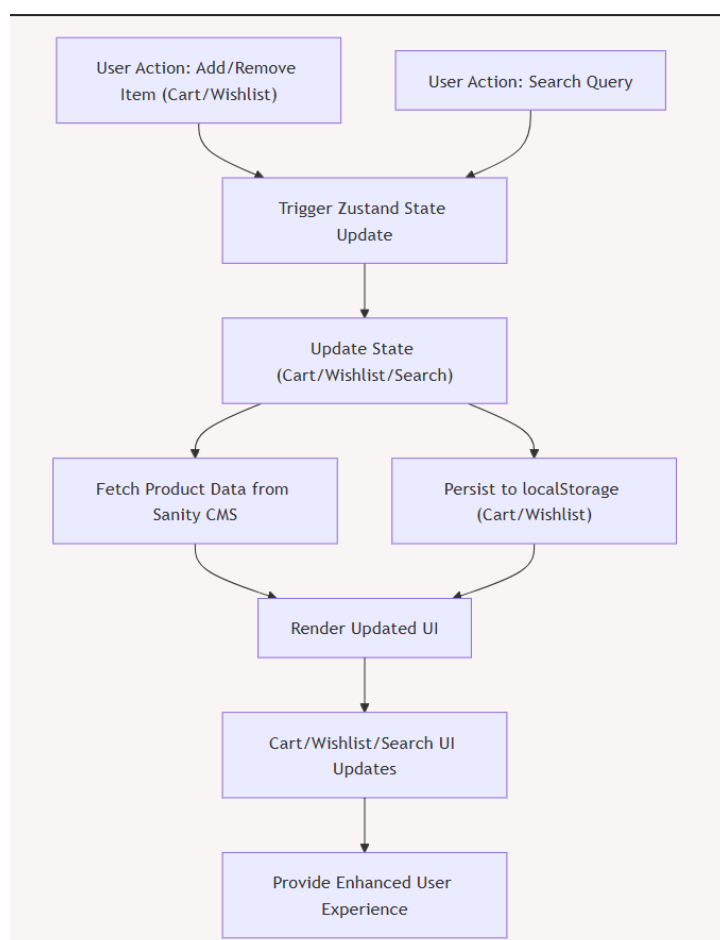 User Action: Add/Remove
Item (Cart/Wishlist)
User Action: Search Query
Trigger Zustand State
Update
Update State
(Cart/Wishlist/Search)
Fetch Product Data from
Sanity CMS
Persist to localStorage
(Cart/Wishlist)
Render Updated UI
Cart/Wishlist/Search UI
Updates
Provide Enhanced User
Experience